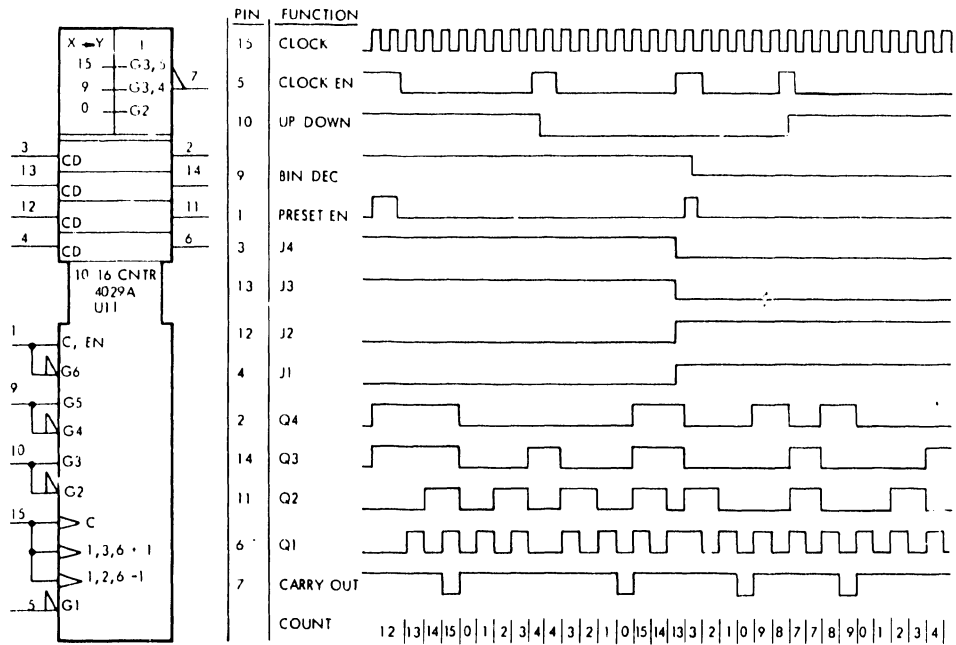 PIN FUNCTION
15 CLOCK
5 CLOCK EN
10 UP DOWN
9 BIN DEC
1 PRESET EN
3 J4
13 J3
12 J2
4 J1
2 Q4
14 Q3
11 Q2
6 Q1
7 CARRY OUT
COUNT 12 13 14 15 0 1 2 3 4 4 3 2 1 0 15 14 13 3 2 1 0 9 8 7 7 8 9 0 1 2 3 4
X Y 1
15 G3,5
9 G3,4
0 G2
7
3 CD 2
13 CD 14
12 CD 11
4 CD 6
10 16 CNTR
4029A
U11
1 C, EN
G6
9 G5
G4
10 G3
G2
15 C
1,3,6 + 1
1,2,6 -1
5 G1